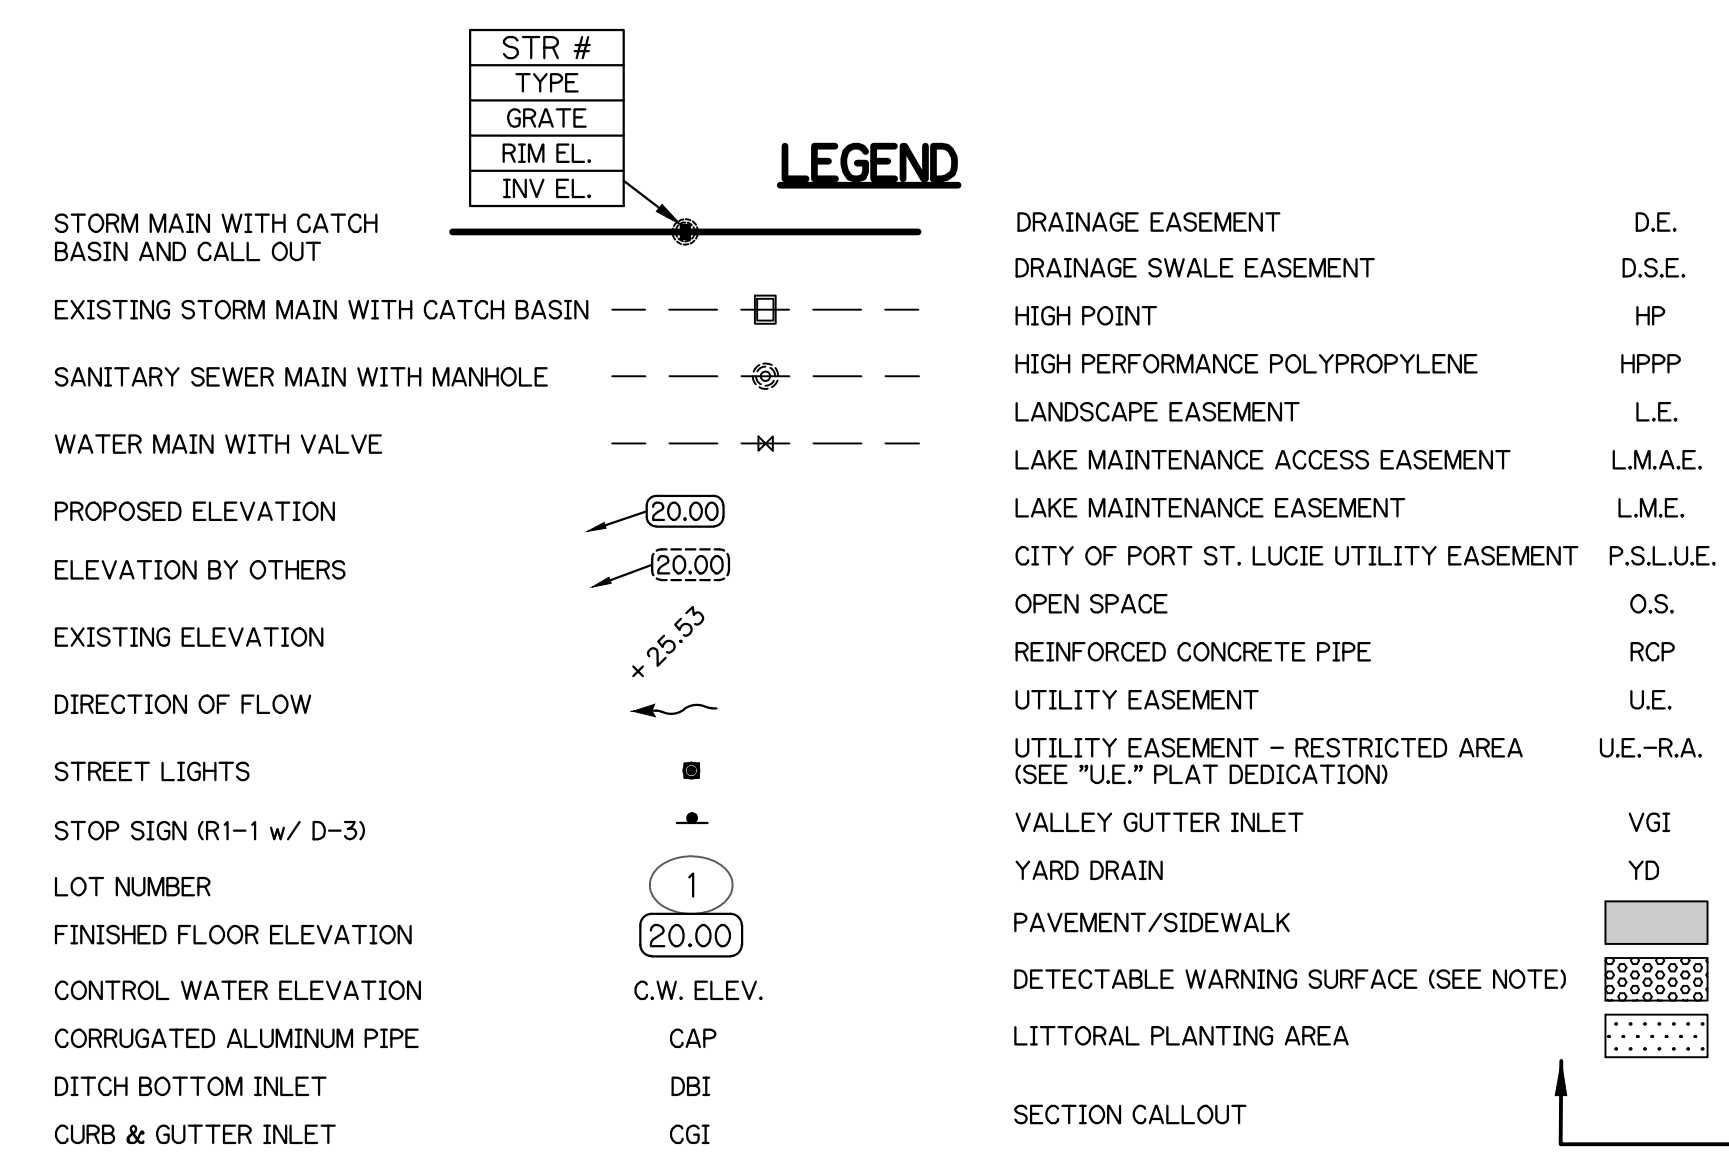 STR #
TYPE
GRATE
RIM EL.
INV EL.
LEGEND
STORM MAIN WITH CATCH
BASIN AND CALL OUT
EXISTING STORM MAIN WITH CATCH BASIN
SANITARY SEWER MAIN WITH MANHOLE
WATER MAIN WITH VALVE
PROPOSED ELEVATION 20.00
ELEVATION BY OTHERS 20.00
EXISTING ELEVATION + 25.53
DIRECTION OF FLOW
STREET LIGHTS
STOP SIGN (R1-1 w/ D-3)
LOT NUMBER 1
FINISHED FLOOR ELEVATION 20.00
CONTROL WATER ELEVATION C.W. ELEV.
CORRUGATED ALUMINUM PIPE CAP
DITCH BOTTOM INLET DBI
CURB & GUTTER INLET CGI
DRAINAGE EASEMENT D.E.
DRAINAGE SWALE EASEMENT D.S.E.
HIGH POINT HP
HIGH PERFORMANCE POLYPROPYLENE HPPP
LANDSCAPE EASEMENT L.E.
LAKE MAINTENANCE ACCESS EASEMENT L.M.A.E.
LAKE MAINTENANCE EASEMENT L.M.E.
CITY OF PORT ST. LUCIE UTILITY EASEMENT P.S.L.U.E.
OPEN SPACE O.S.
REINFORCED CONCRETE PIPE RCP
UTILITY EASEMENT U.E.
UTILITY EASEMENT - RESTRICTED AREA U.E.-R.A.
(SEE "U.E." PLAT DEDICATION)
VALLEY GUTTER INLET VGI
YARD DRAIN YD
PAVEMENT/SIDEWALK
DETECTABLE WARNING SURFACE (SEE NOTE)
LITTORAL PLANTING AREA
SECTION CALLOUT